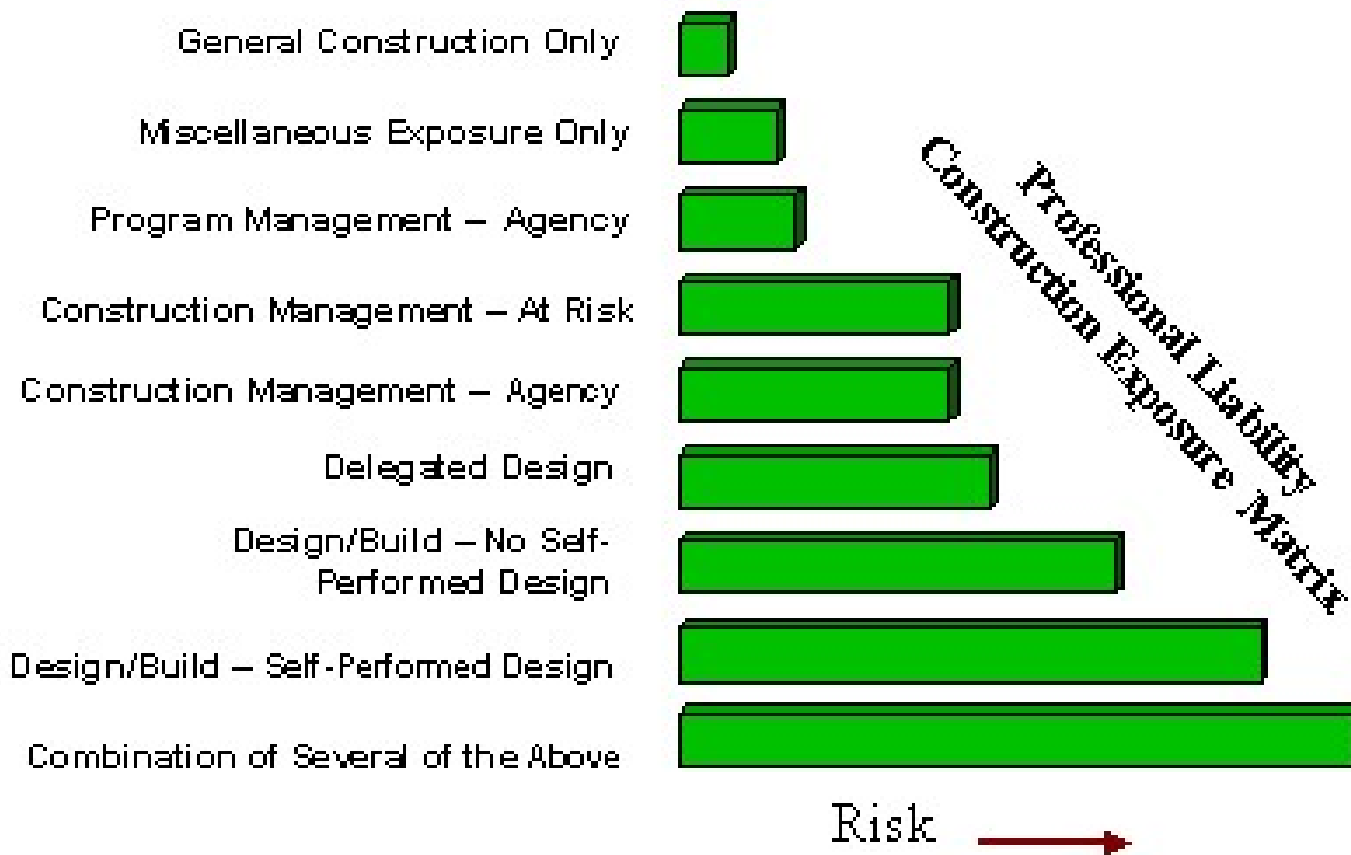 General Construction Only
Miscellaneous Exposure Only
Program Management – Agency
Construction Management – At Risk
Construction Management – Agency
Delegated Design
Design/Build – No Self-
Performed Design
Design/Build – Self-Performed Design
Combination of Several of the Above
Professional Liability
Construction Exposure Matrix
Risk